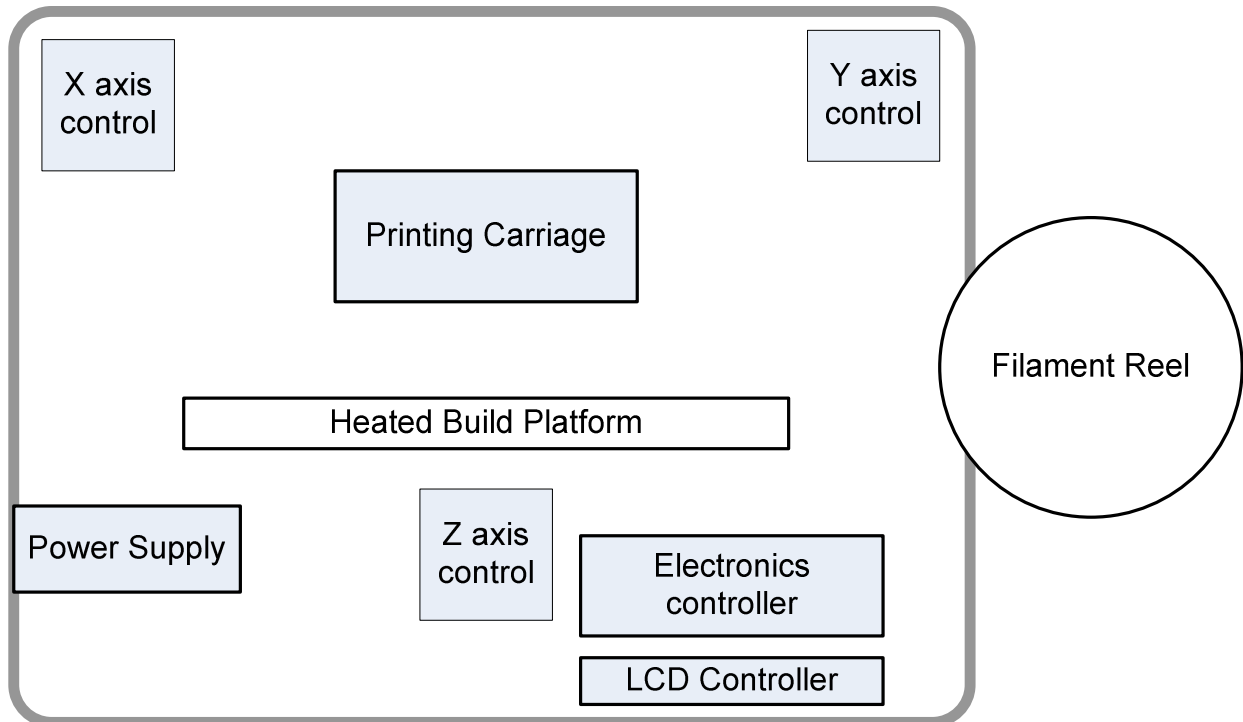 X axis
control
Y axis
control
Printing Carriage
Filament Reel
Heated Build Platform
Power Supply
Z axis
control
Electronics
controller
LCD Controller